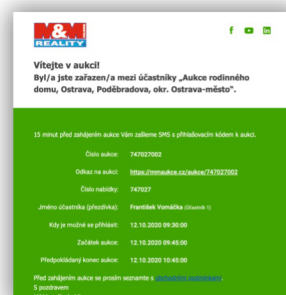 M&M
REALITY
Vítejte v aukci!
Byl/a jste zařazen/a mezi účastníky „Aukce rodinného
domu, Ostrava, Poděbradova, okr. Ostrava-město".
15 minut před zahájením aukce Vám zašleme SMS s přihlašovacím kódem k aukci.
Číslo aukce: 747027002
Odkaz na aukci: https://mmaukce.cz/aukce/747027002
Číslo nabídky: 747027
Jméno účastníka (přezdívka): František Vomáčka (Účastník 1)
Kdy je možné se přihlásit: 12.10.2020 09:30:00
Začátek aukce: 12.10.2020 09:45:00
Předpokládaný konec aukce: 12.10.2020 10:45:00
Před zahájením aukce se prosím seznamte s obchodními podmínkami.
S pozdravem